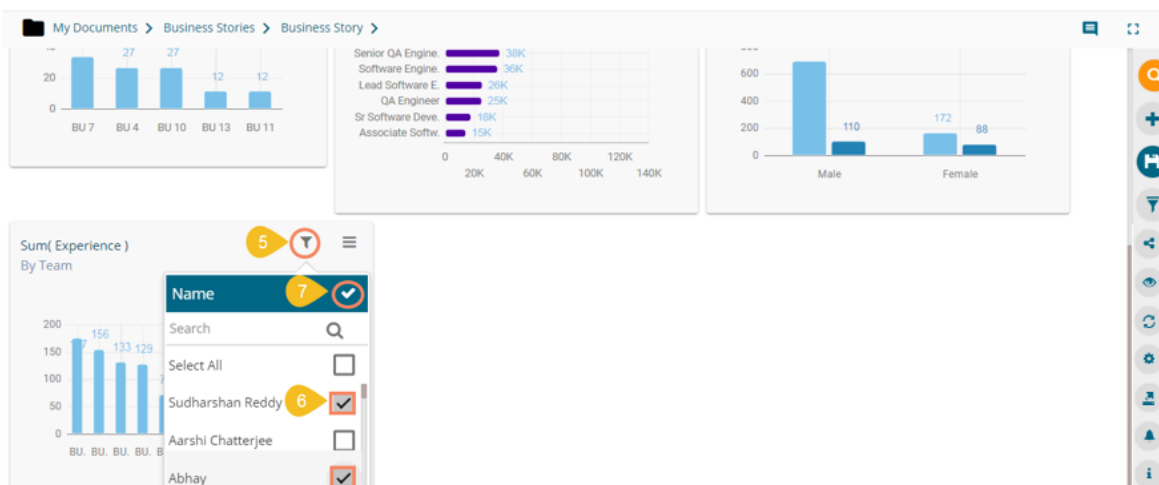 My Documents > Business Stories > Business Story >
27 27 12 12
20
0
BU 7 BU 4 BU 10 BU 13 BU 11
Senior QA Engine. 38K
Software Engine. 36K
Lead Software E. 26K
QA Engineer 25K
Sr Software Deve. 18K
Associate Softw. 15K
0 40K 80K 120K
20K 60K 100K 140K
600
400
200
0
110 172 88
Male Female
Sum( Experience )
By Team
5
Name 7
Search
Select All
Sudharshan Reddy 6
Aarshi Chatterjee
Abhay
200
150
100
50
0
156 133 129
BU. BU. BU. BU. B